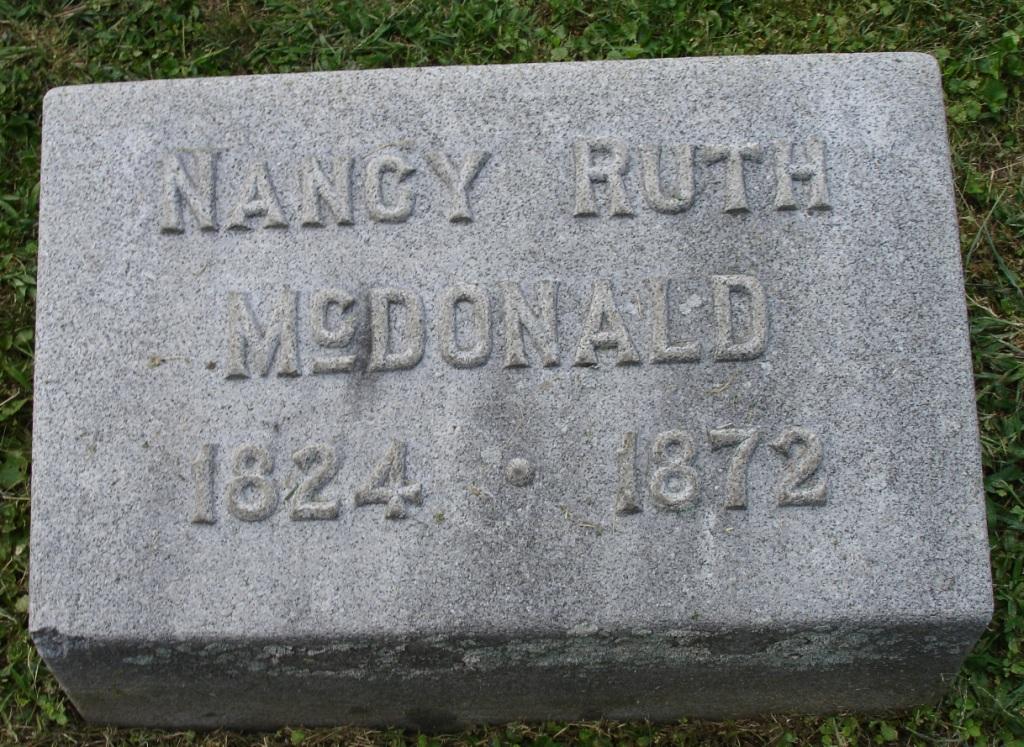 NANCY RUTH
McDONALD
1824 · 1872